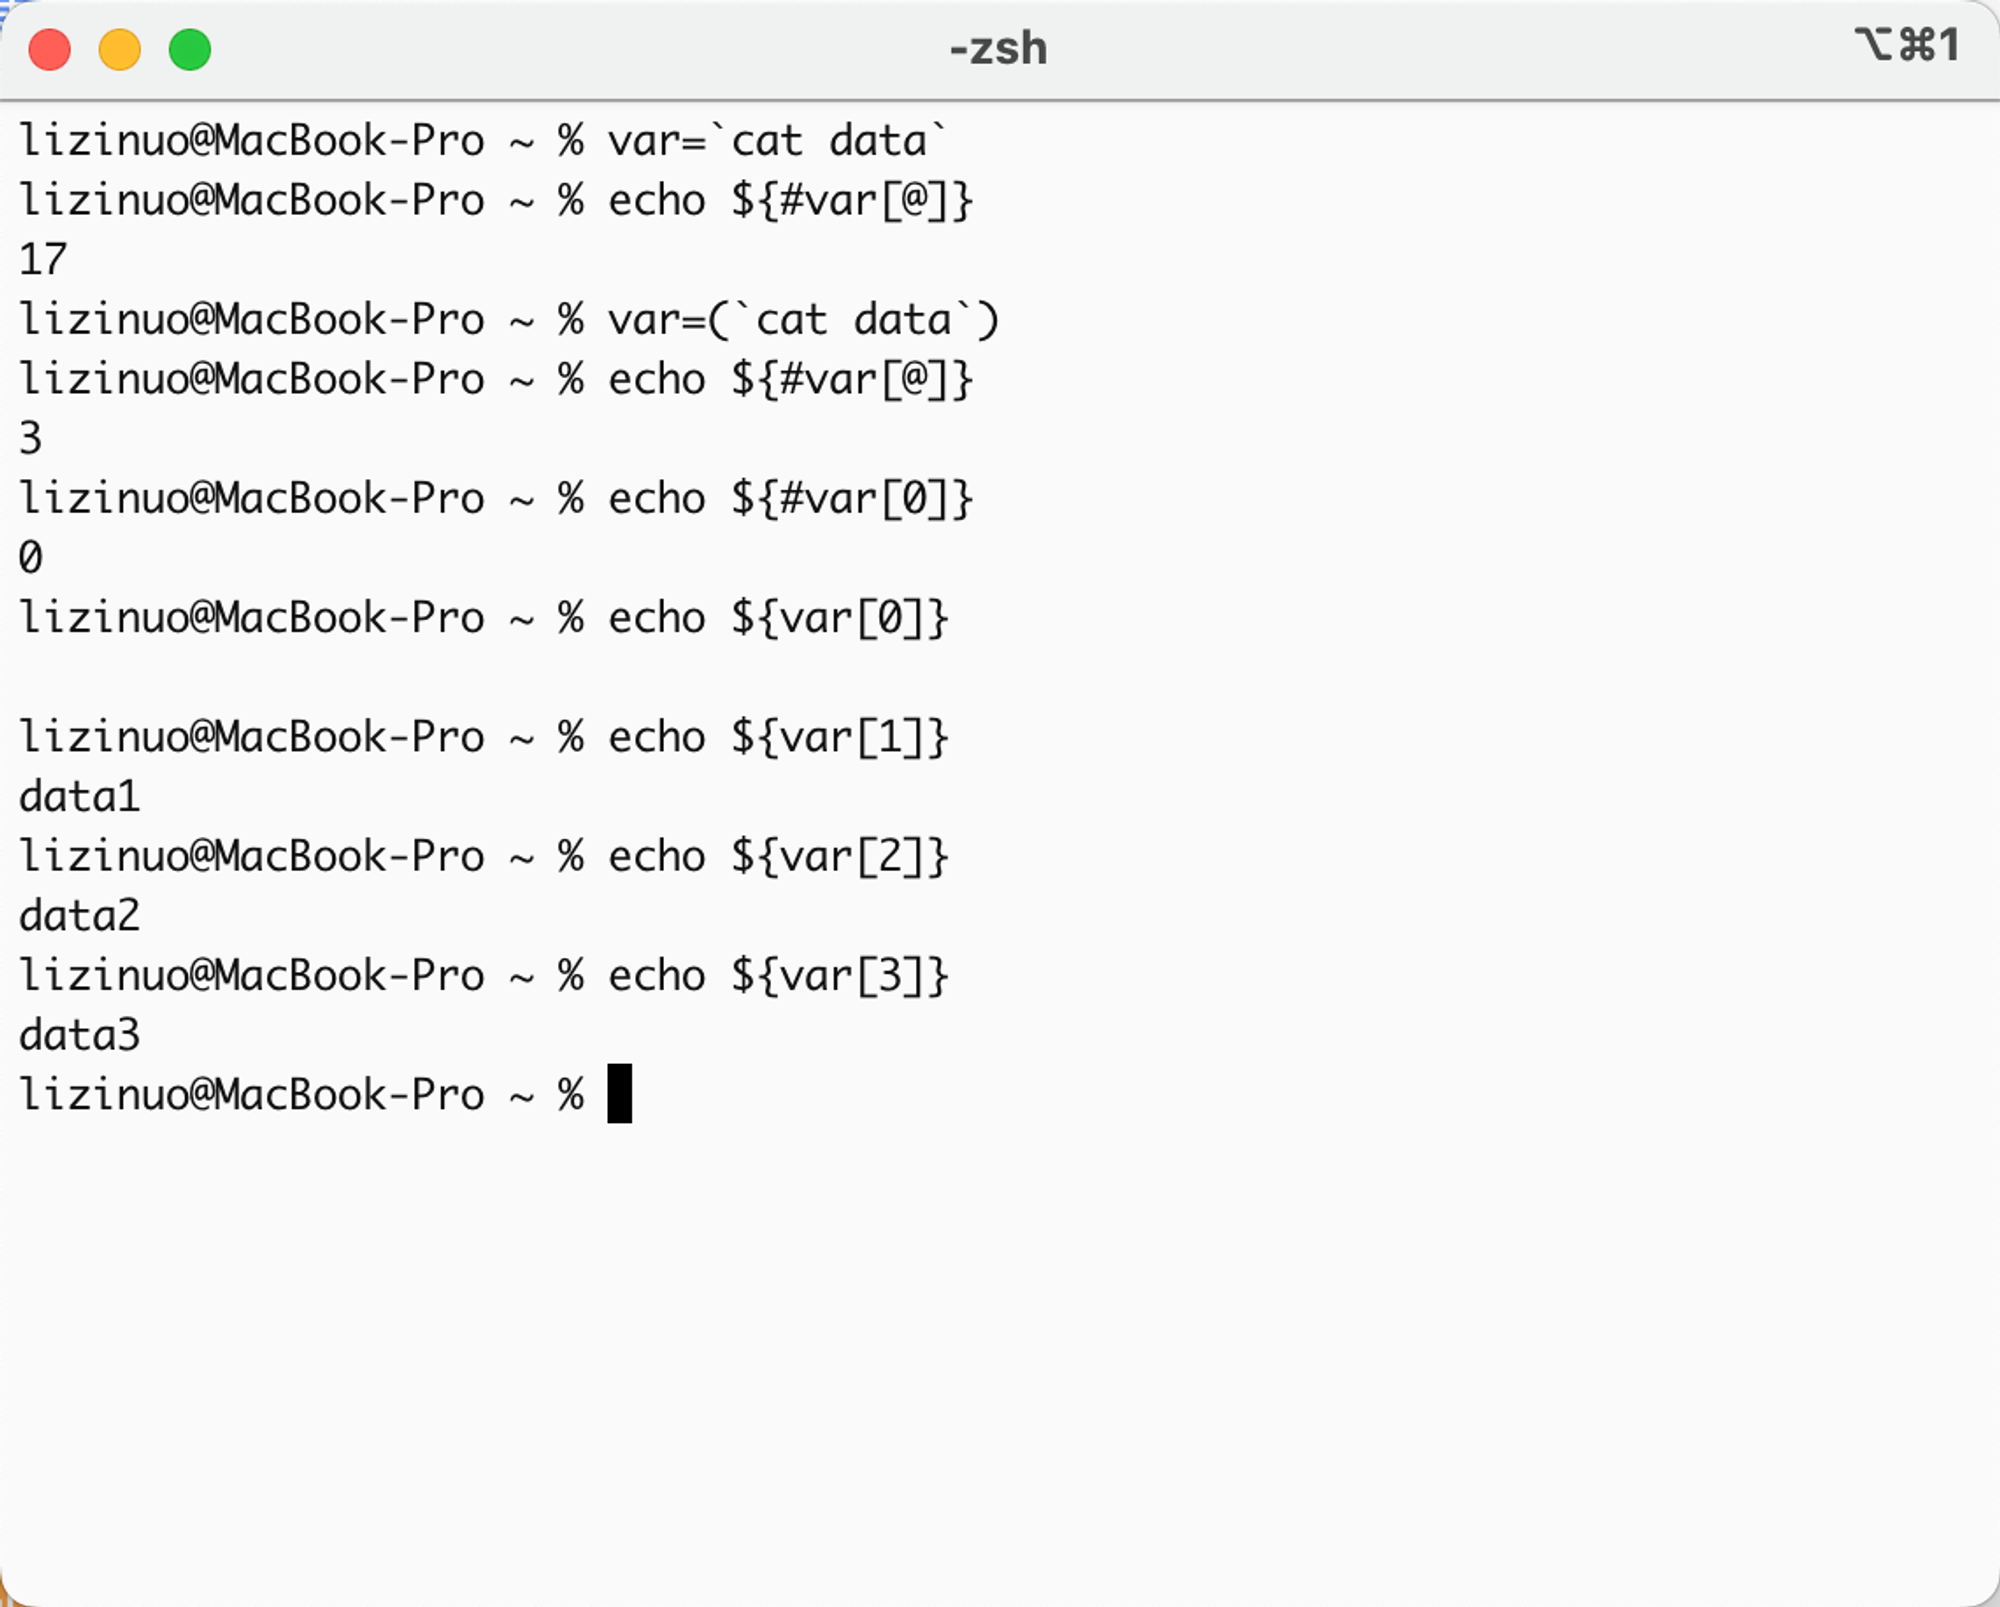 -zsh ⌥⌘1
lizinuo@MacBook-Pro ~ % var=`cat data`
lizinuo@MacBook-Pro ~ % echo ${#var[@]}
17
lizinuo@MacBook-Pro ~ % var=(`cat data`)
lizinuo@MacBook-Pro ~ % echo ${#var[@]}
3
lizinuo@MacBook-Pro ~ % echo ${#var[0]}
0
lizinuo@MacBook-Pro ~ % echo ${var[0]}
lizinuo@MacBook-Pro ~ % echo ${var[1]}
data1
lizinuo@MacBook-Pro ~ % echo ${var[2]}
data2
lizinuo@MacBook-Pro ~ % echo ${var[3]}
data3
lizinuo@MacBook-Pro ~ %